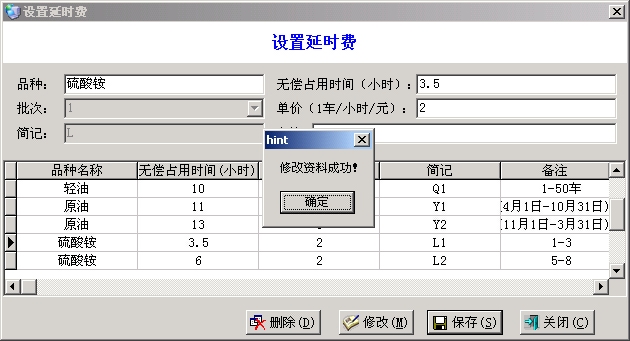 设置延时费
设置延时费
品种： 硫酸铵 无偿占用时间（小时）： 3.5
批次： 1 单价（1车/小时/元）： 2
简记： L
hint
修改资料成功!
确定
品种名称 无偿占用时间(小时) 简记 备注
轻油 10 Q1 1-50车
原油 11 Y1 [4月1日-10月31日)
原油 13 Y2 [11月1日-3月31日)
硫酸铵 3.5 2 L1 1-3
硫酸铵 6 2 L2 5-8
删除(D) 修改(M) 保存(S) 关闭(C)